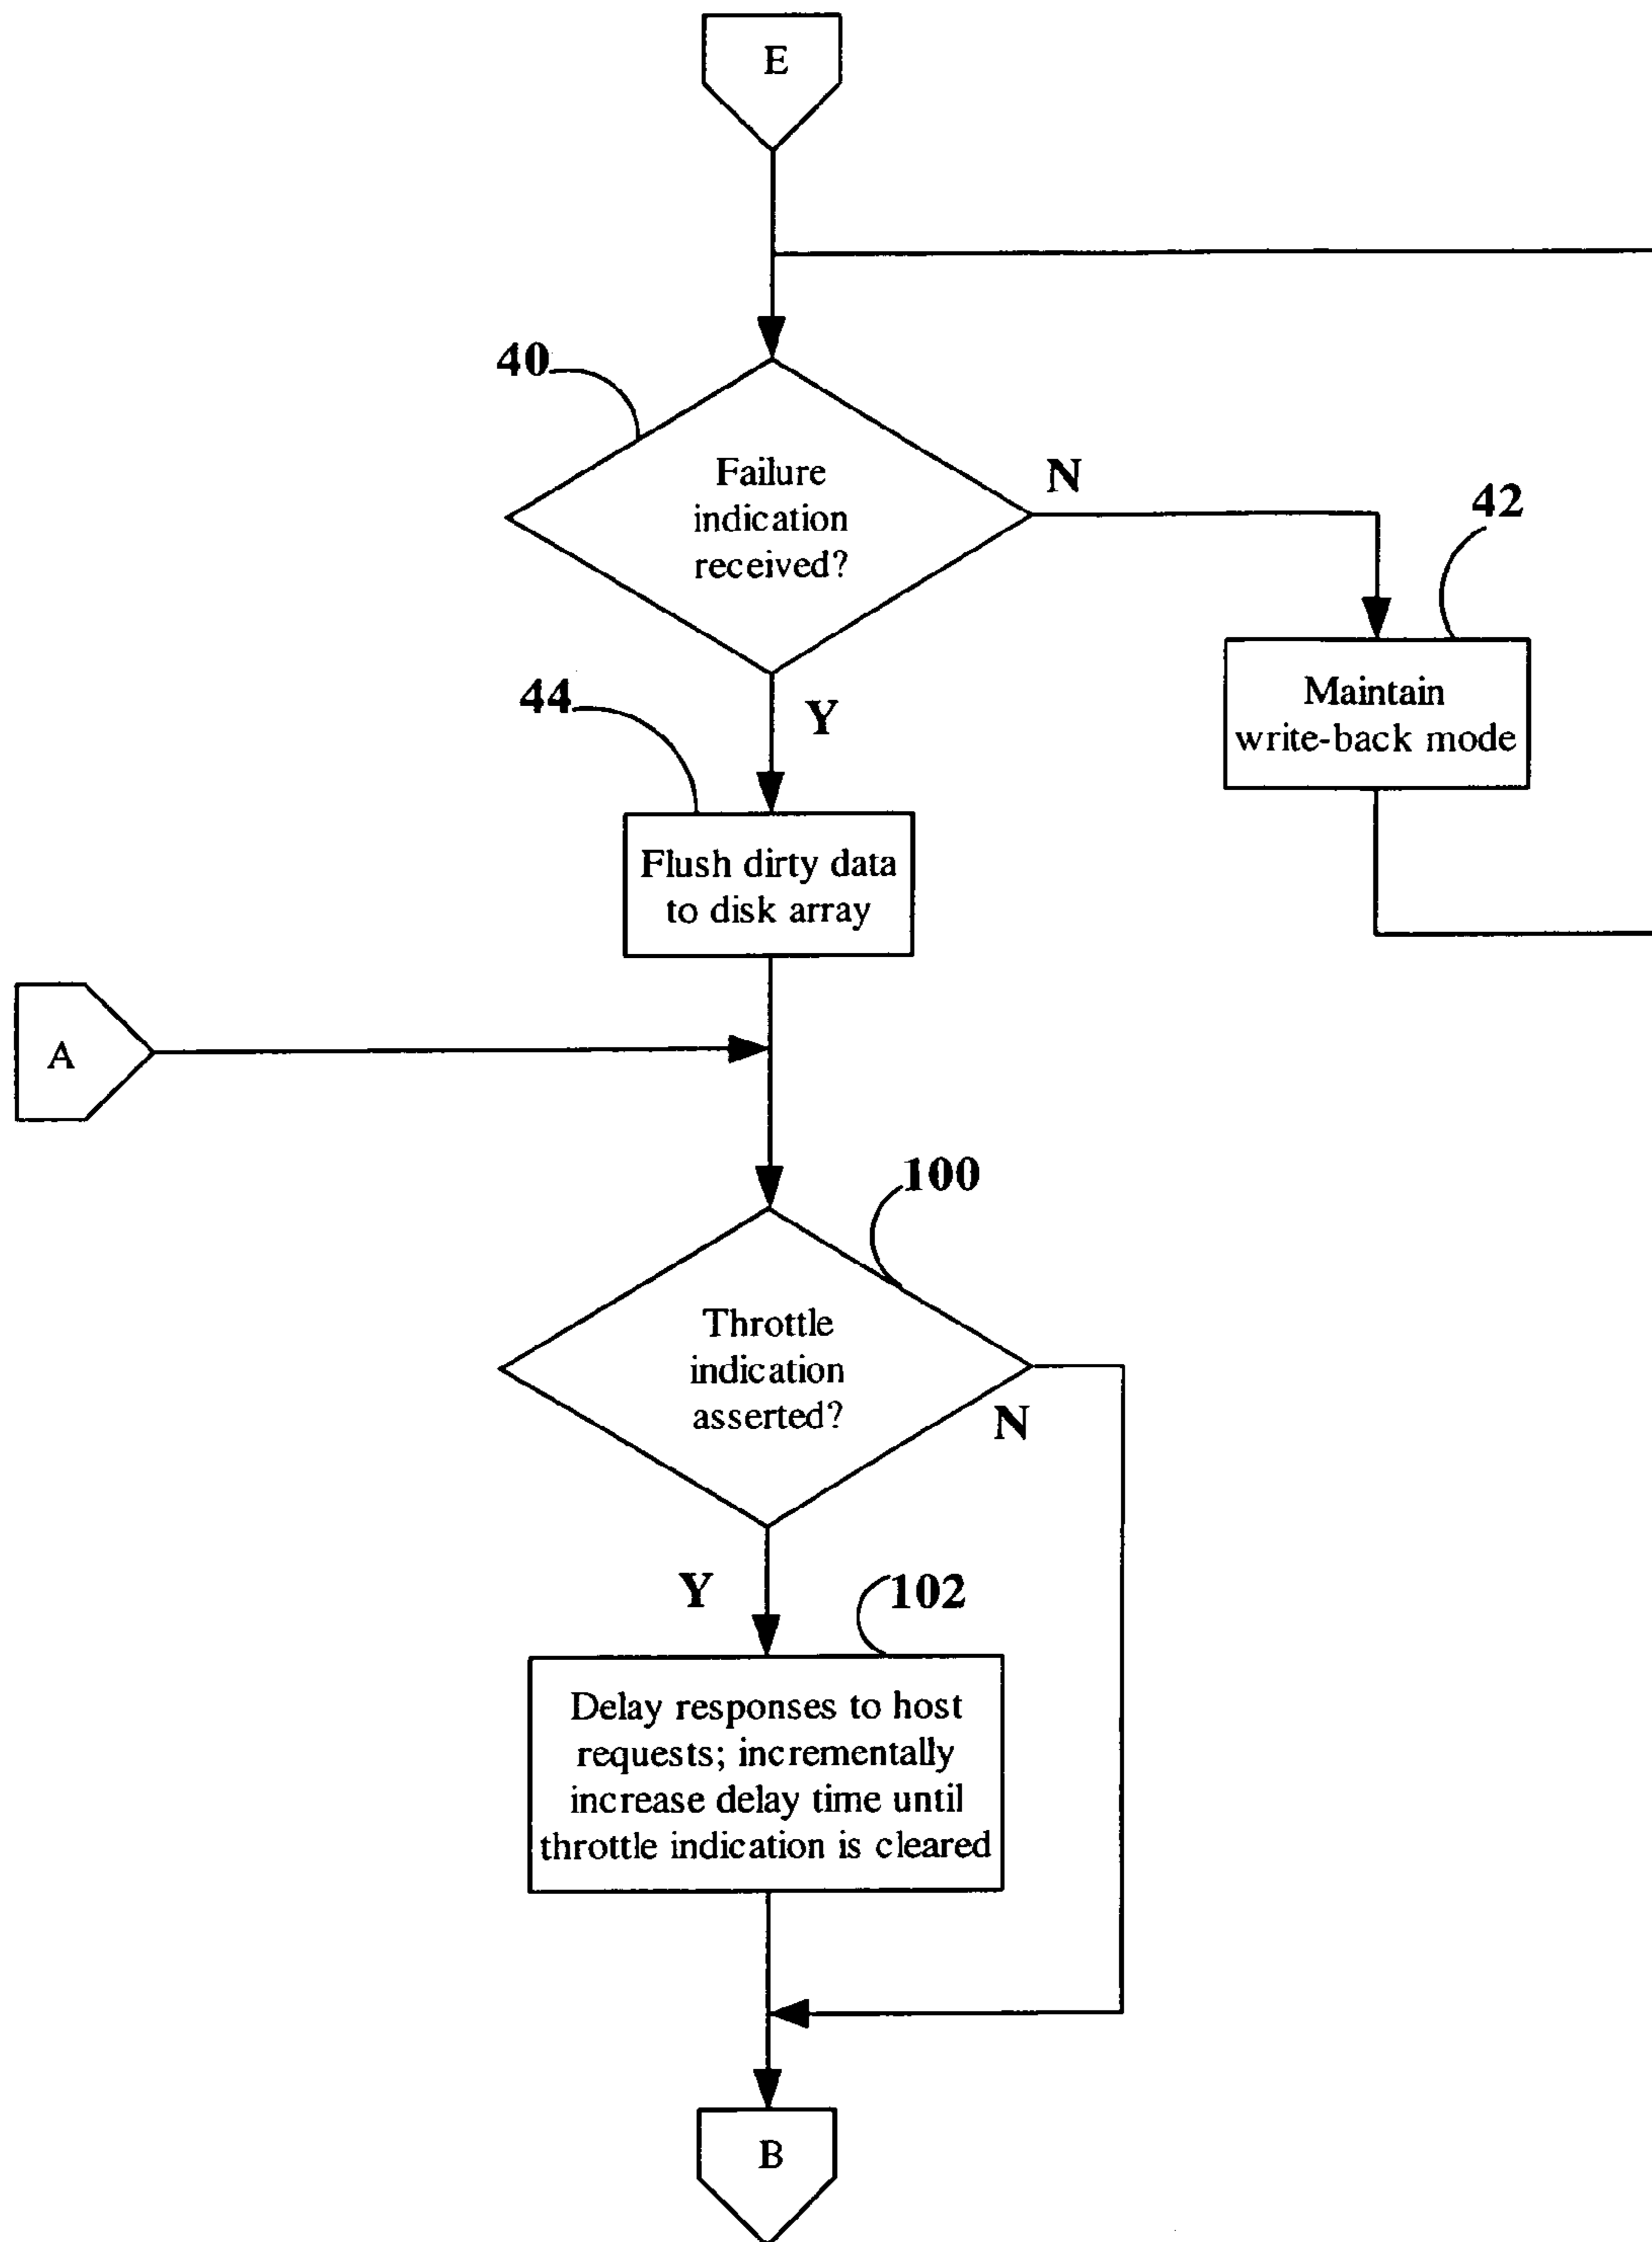 E
40
Failure
indication
received?
N
42
Maintain
write-back mode
44
Y
Flush dirty data
to disk array
A
100
Throttle
indication
asserted?
N
Y
102
Delay responses to host
requests; incrementally
increase delay time until
throttle indication is cleared
B